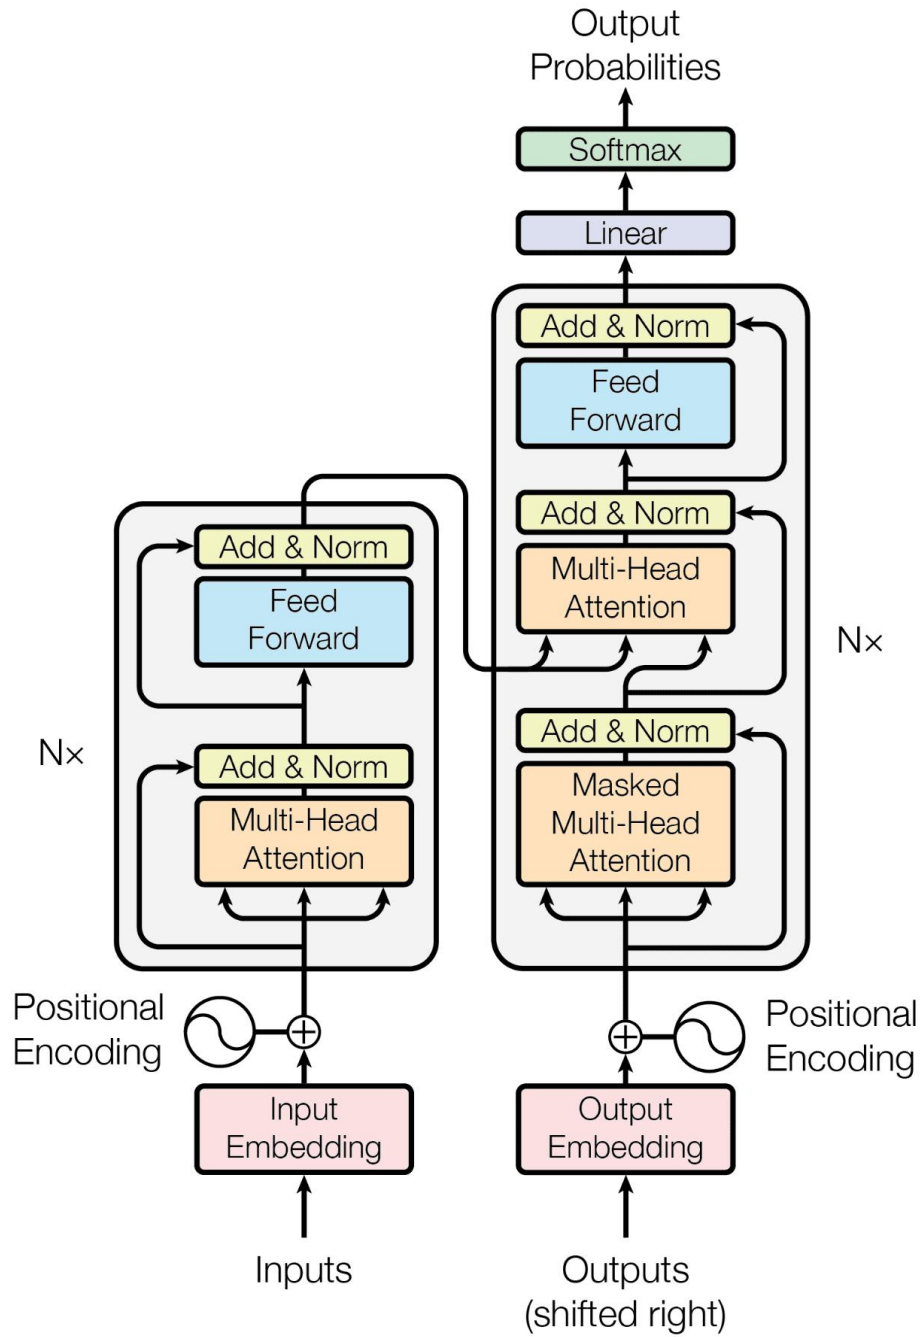 Output
Probabilities
Softmax
Linear
Add & Norm
Feed
Forward
Add & Norm
Multi-Head
Attention
Nx
Add & Norm
Masked
Multi-Head
Attention
Add & Norm
Feed
Forward
Nx
Add & Norm
Multi-Head
Attention
Positional
Encoding
Positional
Encoding
Input
Embedding
Output
Embedding
Inputs
Outputs
(shifted right)